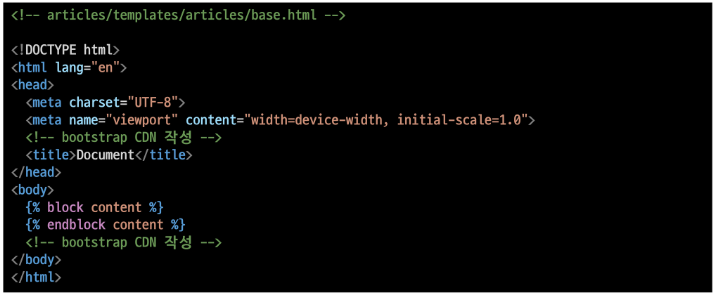 <!-- articles/templates/articles/base.html -->
<!DOCTYPE html>
<html lang="en">
<head>
<meta charset="UTF-8">
<meta name="viewport" content="width=device-width, initial-scale=1.0">
<!-- bootstrap CDN 작성 -->
<title>Document</title>
</head>
<body>
{% block content %}
{% endblock content %}
<!-- bootstrap CDN 작성 -->
</body>
</html>